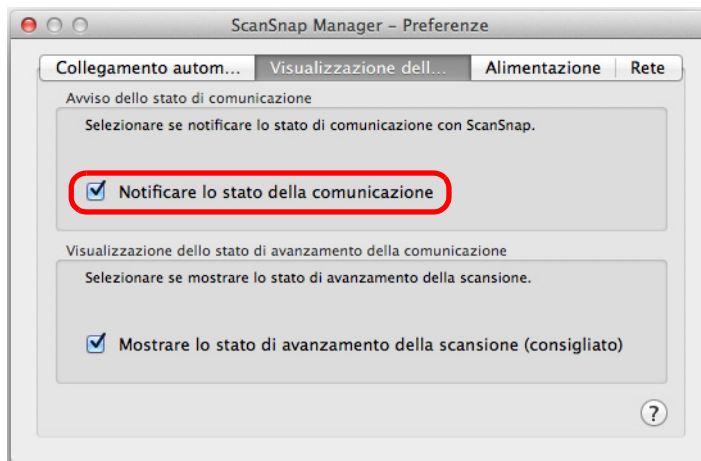 ScanSnap Manager – Preferenze
Collegamento autom... Visualizzazione dell... Alimentazione Rete
Avviso dello stato di comunicazione
Selezionare se notificare lo stato di comunicazione con ScanSnap.
Notificare lo stato della comunicazione
Visualizzazione dello stato di avanzamento della comunicazione
Selezionare se mostrare lo stato di avanzamento della scansione.
Mostrare lo stato di avanzamento della scansione (consigliato)
?